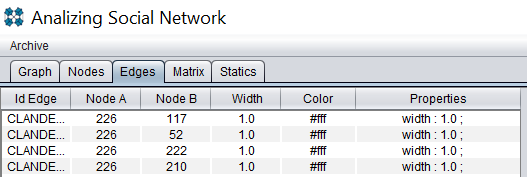 Analizing Social Network
Archive
Graph Nodes Edges Matrix Statics
Id Edge Node A Node B Width Color Properties
CLANDE... 226 117 1.0 #fff width : 1.0 ;
CLANDE... 226 52 1.0 #fff width : 1.0 ;
CLANDE... 226 222 1.0 #fff width : 1.0 ;
CLANDE... 226 210 1.0 #fff width : 1.0 ;